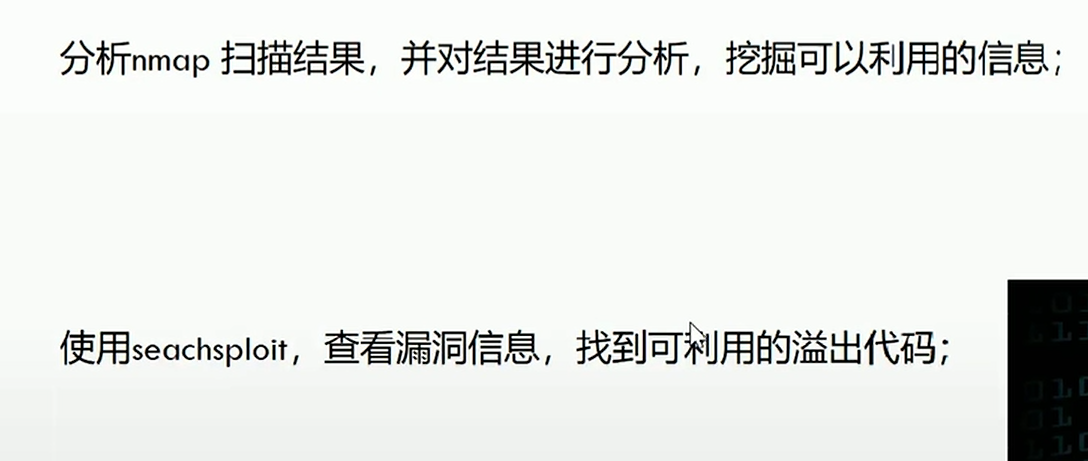 分析nmap 扫描结果，并对结果进行分析，挖掘可以利用的信息；
使用seachsploit，查看漏洞信息，找到可利用的溢出代码；